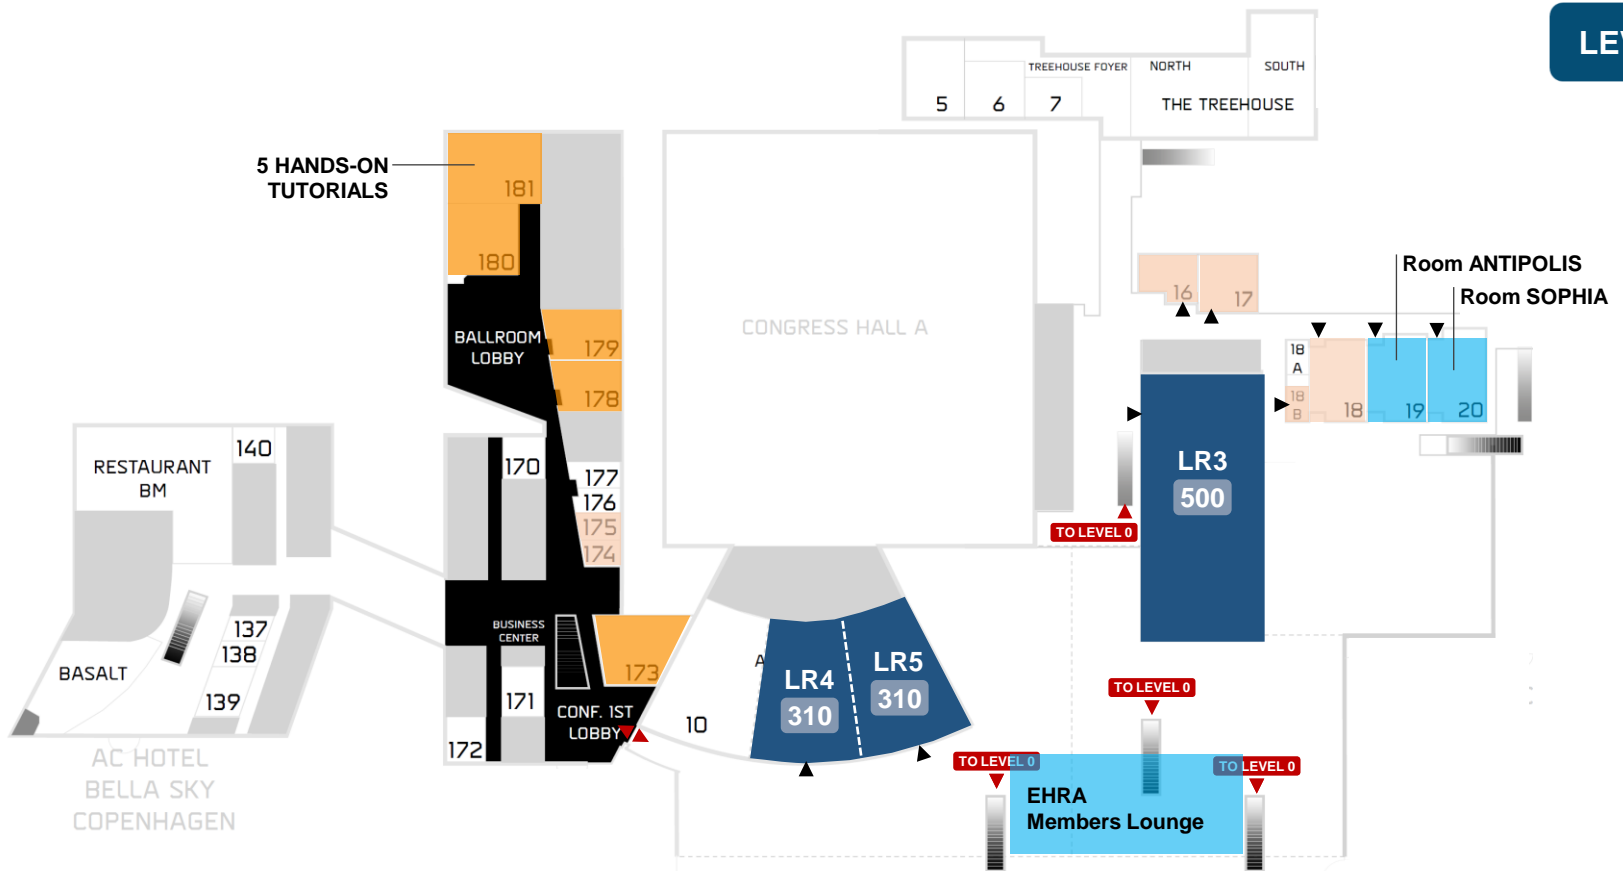 LEV
TREEHOUSE FOYER
NORTH
SOUTH
5
6
7
THE TREEHOUSE
5 HANDS-ON
TUTORIALS
181
180
Room ANTIPOLIS
Room SOPHIA
16
17
CONGRESS HALL A
BALLROOM
LOBBY
179
178
18
A
18
B
18
19
20
140
RESTAURANT
BM
170
177
176
175
174
LR3
500
TO LEVEL 0
BUSINESS
CENTER
137
138
139
BASALT
173
171
172
CONF. 1ST
LOBBY
10
A
LR4
310
LR5
310
TO LEVEL 0
TO LEVEL 0
TO LEVEL 0
AC HOTEL
BELLA SKY
COPENHAGEN
EHRA
Members Lounge